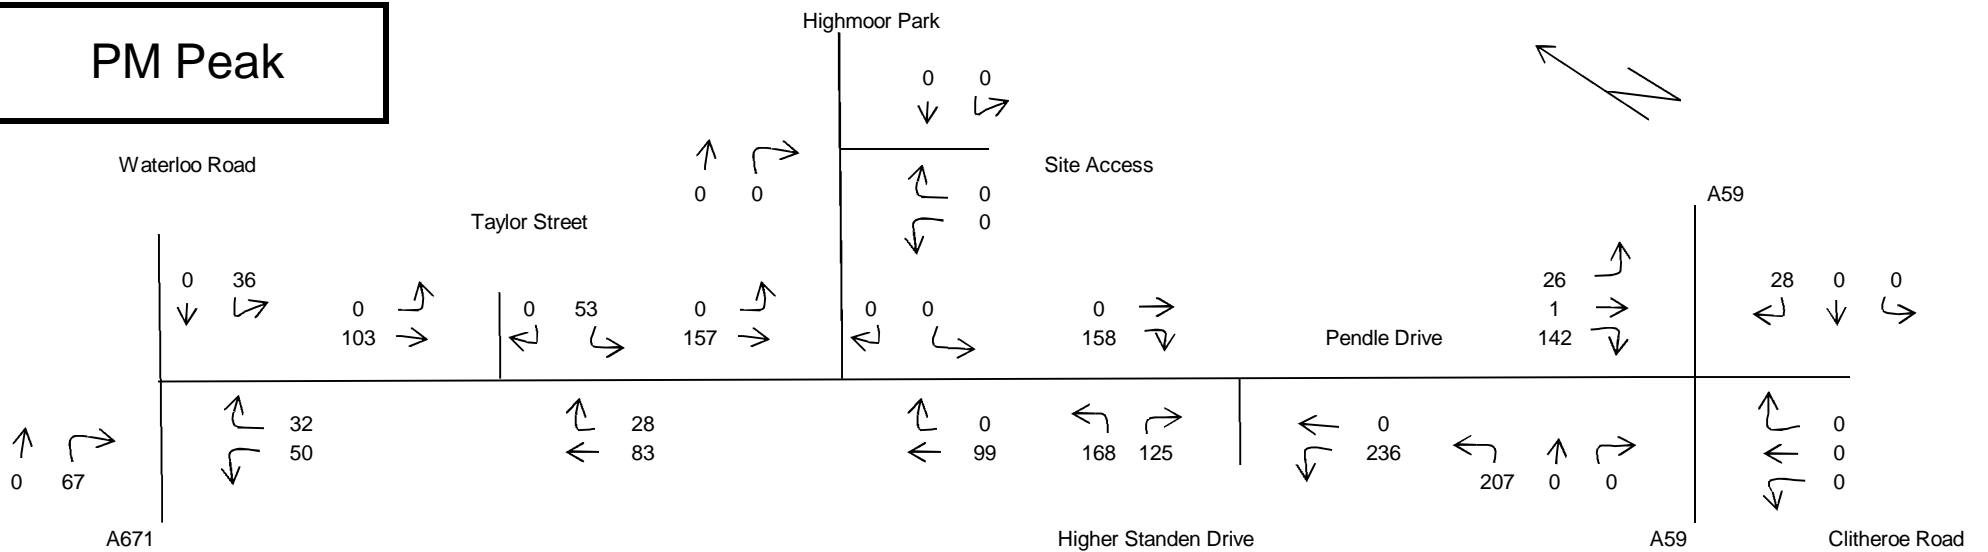 Highmoor Park
PM Peak
0 0
Waterloo Road
Site Access
0 0
0
0
A59
Taylor Street
0 36
0
103
0 53
0
157
0 0
0
158
Pendle Drive
26
1
142
28 0 0
32
50
28
83
0
99
168 125
0
236
207 0 0
0
0
0
0 67
A671
Higher Standen Drive
A59
Clitheroe Road